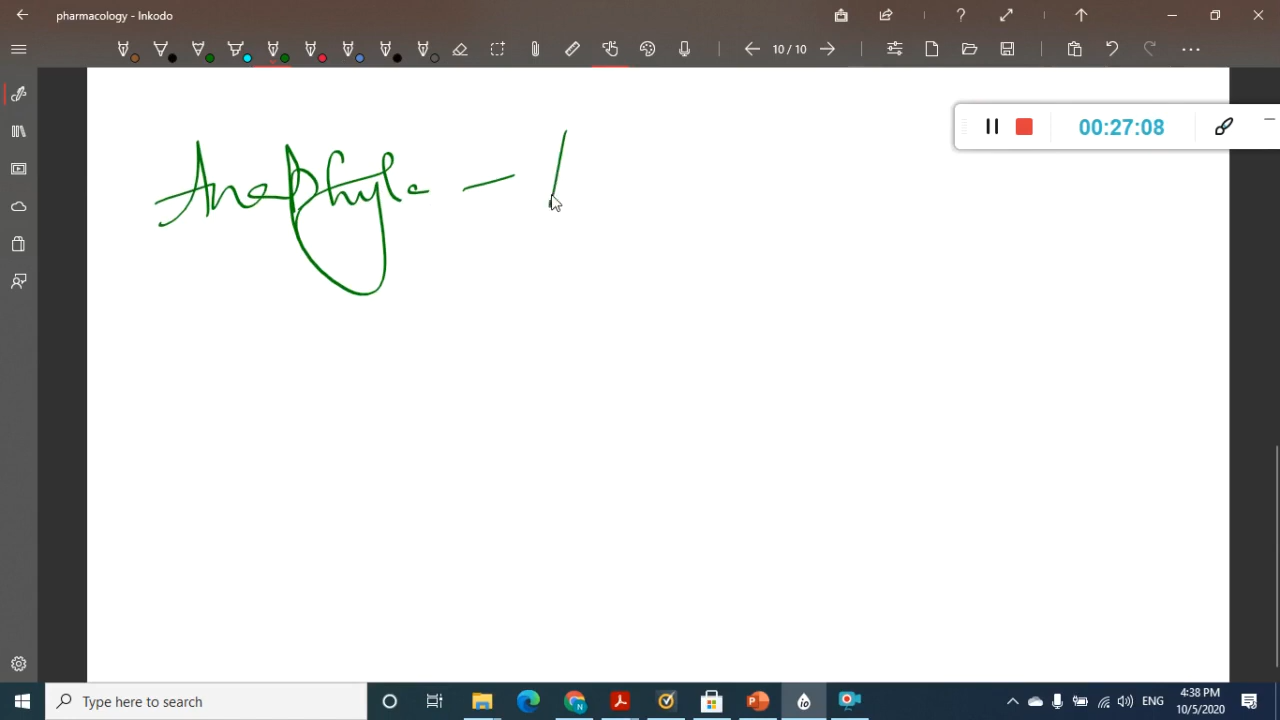 pharmacology - Inkodo
10 / 10
00:27:08
Anaphyla -
Type here to search
ENG
4:38 PM
10/5/2020